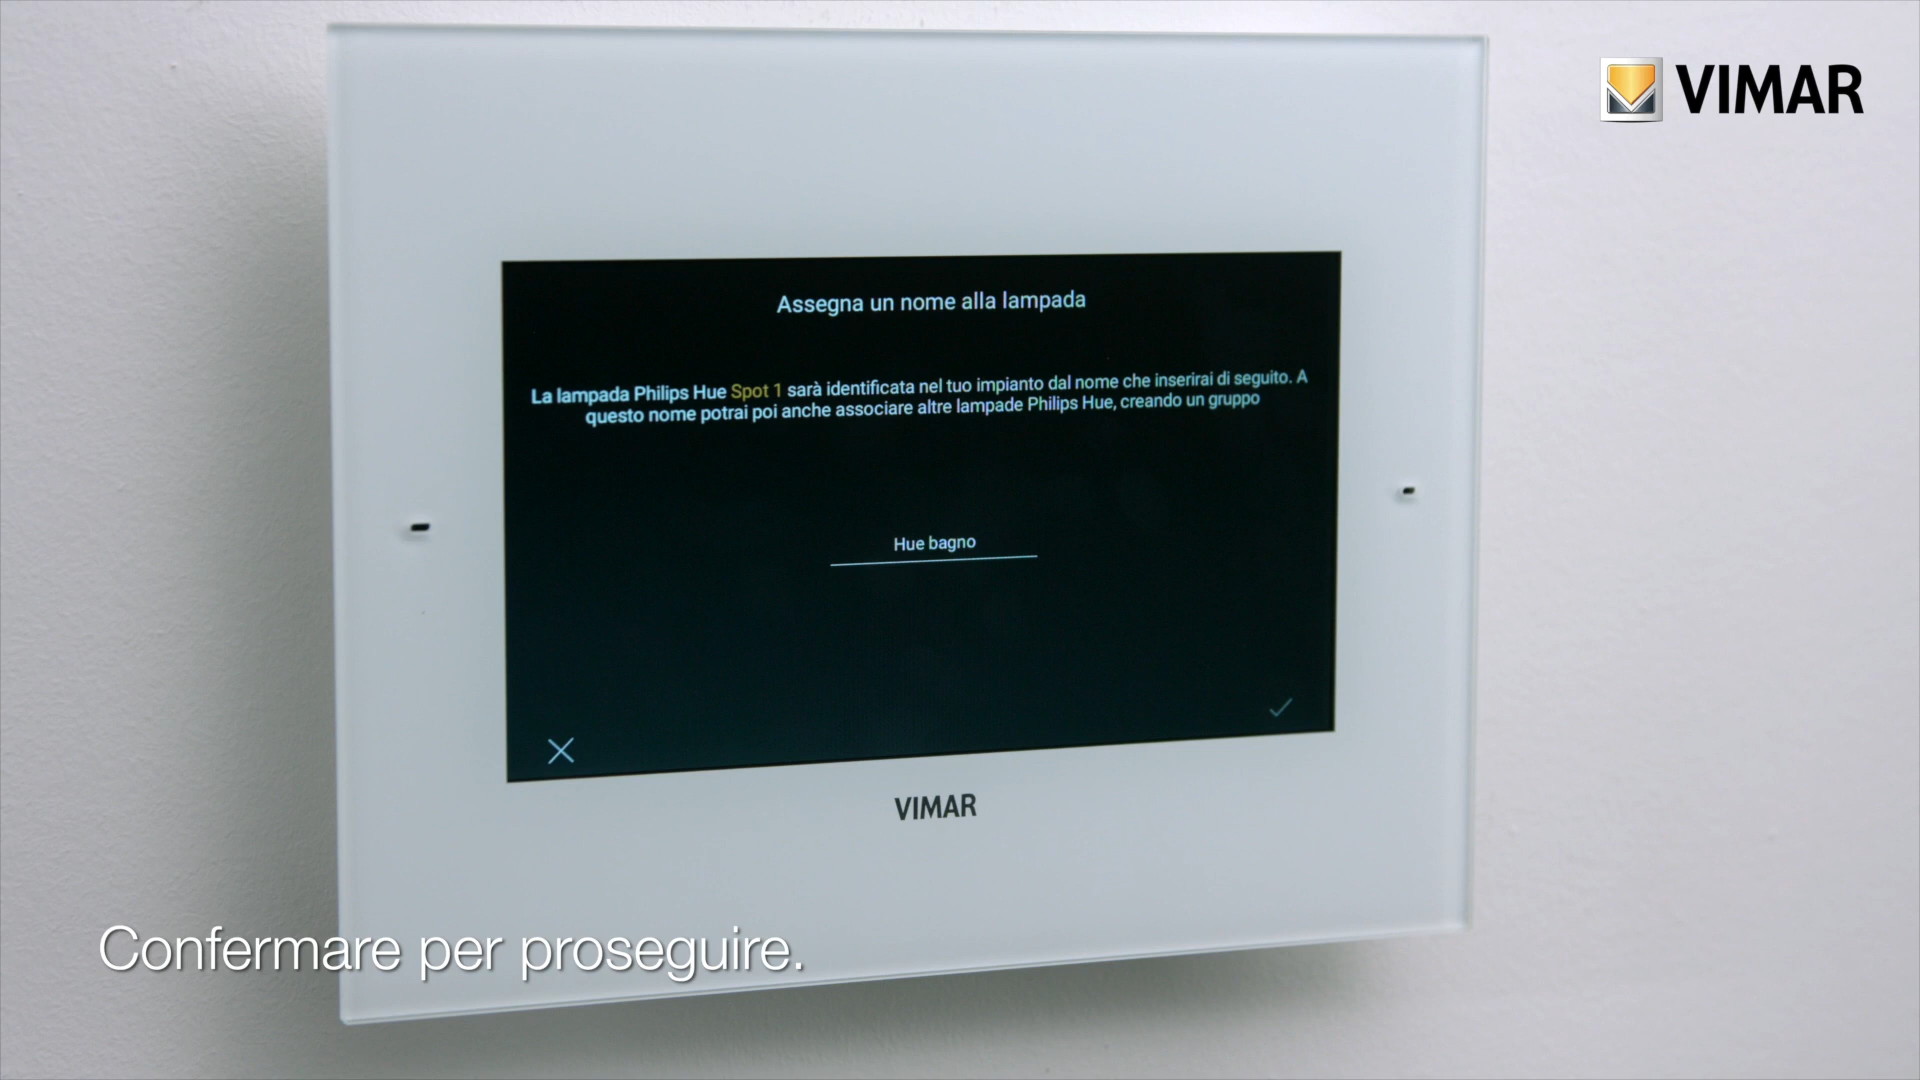 VIMAR
Assegna un nome alla lampada
La lampada Philips Hue Spot 1 sarà identificata nel tuo impianto dal nome che inserirai di seguito. A
questo nome potrai poi anche associare altre lampade Philips Hue, creando un gruppo
Hue bagno
VIMAR
Confermare per proseguire.